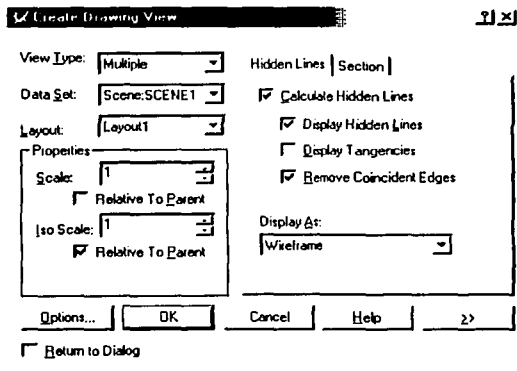 Create Drawing View
View Type: Multiple
Data Set: Scene:SCENE1
Layout: Layout1
Properties
Scale: 1
Relative To Parent
Iso Scale: 1
Relative To Parent
Hidden Lines Section
Calculate Hidden Lines
Display Hidden Lines
Display Tangencies
Remove Coincident Edges
Display As:
Wireframe
Options... OK Cancel Help >>
Return to Dialog